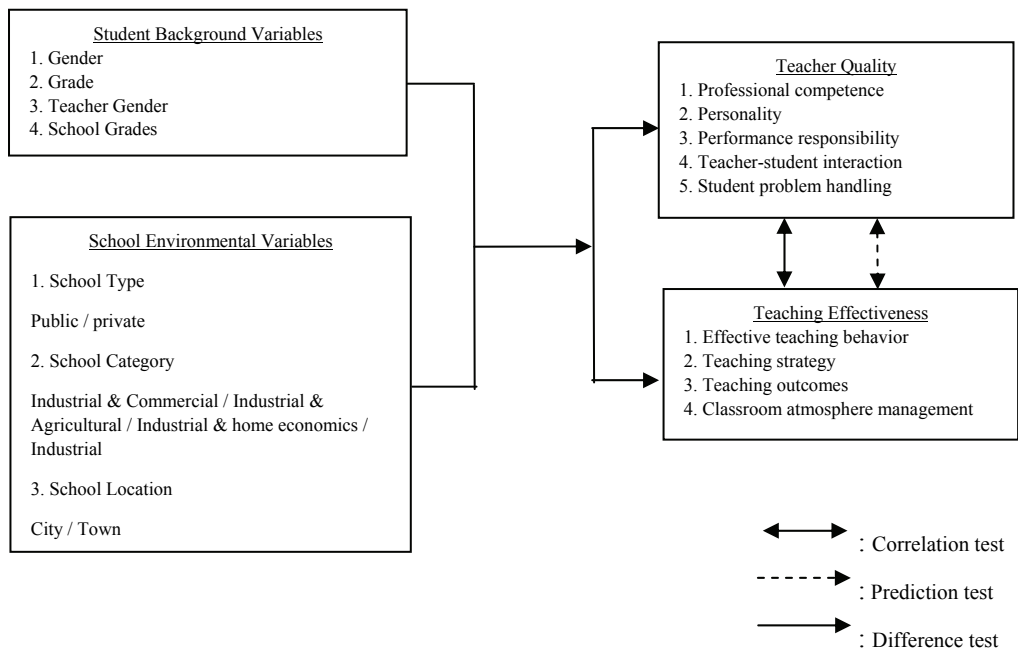 Student Background Variables
1. Gender
2. Grade
3. Teacher Gender
4. School Grades
School Environmental Variables
1. School Type
Public / private
2. School Category
Industrial & Commercial / Industrial &
Agricultural / Industrial & home economics /
Industrial
3. School Location
City / Town
Teacher Quality
1. Professional competence
2. Personality
3. Performance responsibility
4. Teacher-student interaction
5. Student problem handling
Teaching Effectiveness
1. Effective teaching behavior
2. Teaching strategy
3. Teaching outcomes
4. Classroom atmosphere management
: Correlation test
: Prediction test
: Difference test